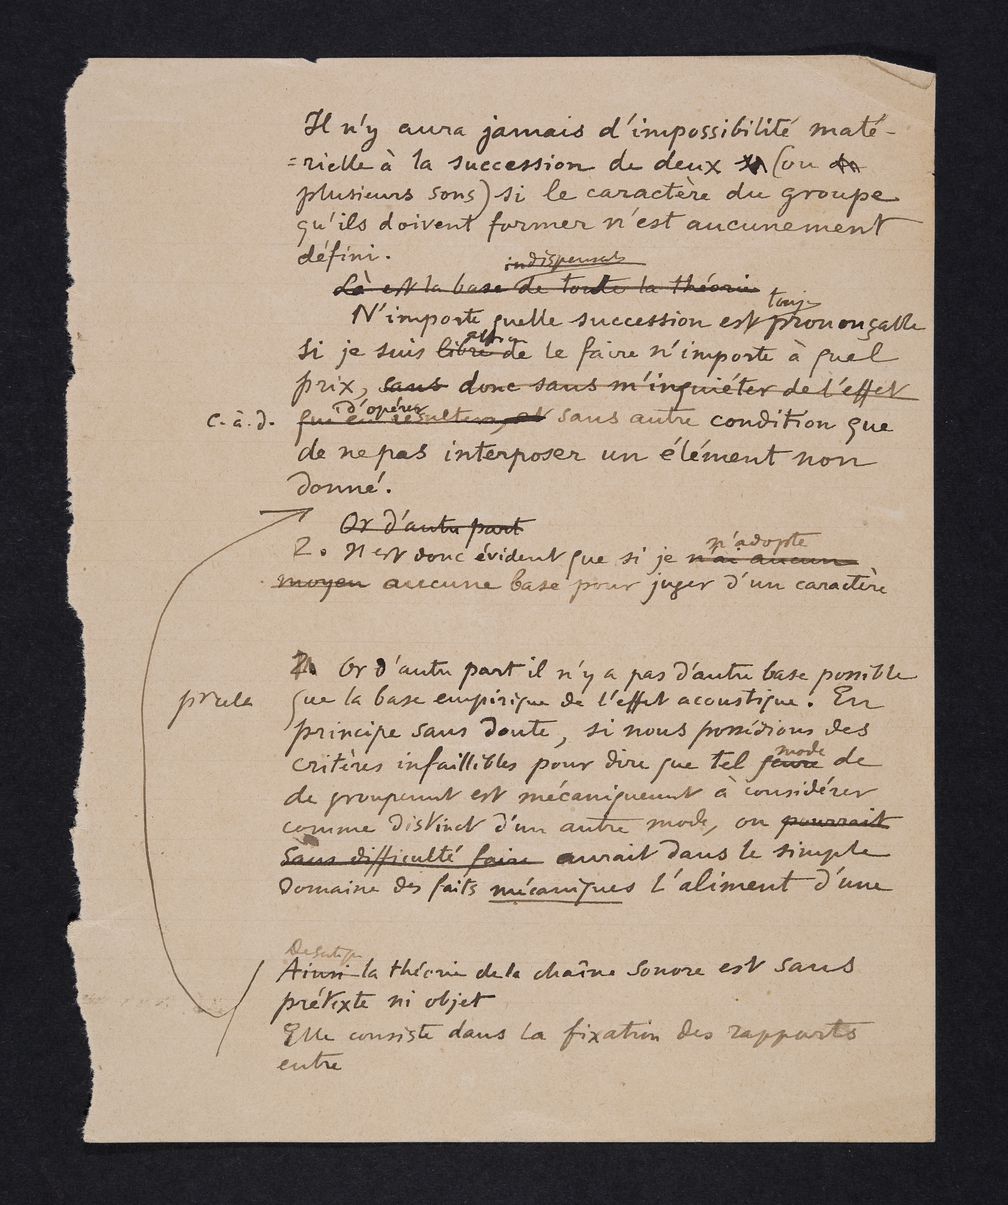 Il n'y aura jamais d'impossibilité maté-
=rielle à la succession de deux (ou
plusieurs sons) si le caractère du groupe
qu'ils doivent former n'est aucunement
défini.
indispensab
Là est la base de toute la théorie
touj
N'importe quelle succession est prononçable
si je suis libre de le faire n'importe à quel
prix, sans donc sans m'inquiéter de l'effet
d'opérer
c.-à.d. qui en résultera, et sans autre condition que
de ne pas interposer un élément non
donné.
Or d'autre part
2. Il est donc évident que si je n'ai aucun
n'adopte
moyen aucune base pour juger d'un caractère
2. Or d'autre part il n'y a pas d'autre base possible
que la base empirique de l'effet acoustique. En
principe sans doute, si nous possédions des
critères infaillibles pour dire que tel genre de
mode
de groupement est mécaniquement à considérer
comme distinct d'un autre mode, on pourrait
sans difficulté faire aurait dans le simple
domaine des faits mécaniques l'aliment d'une
Ainsi la théorie de la chaîne sonore est sans
prétexte ni objet
Elle consiste dans la fixation des rapports
entre